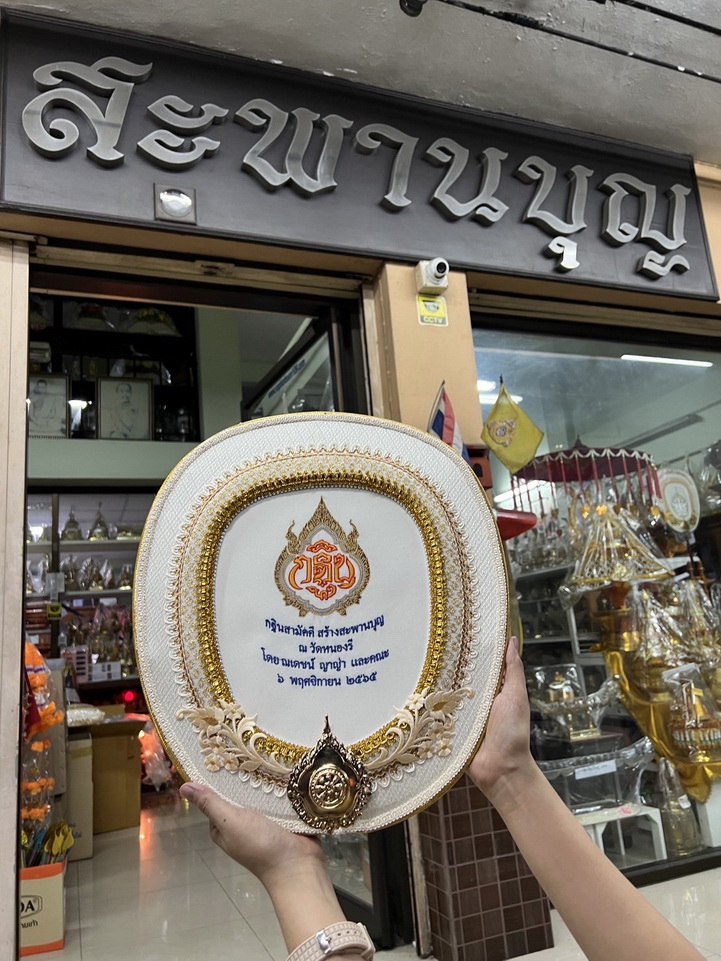 สะพานบุญ
CCTV
กฐิน
กฐินสามัคคี สร้างสะพานบุญ
ณ วัดหนองรี
โดย ณเดชน์ ญาญ่า และคณะ
๖ พฤศจิกายน ๒๕๖๕